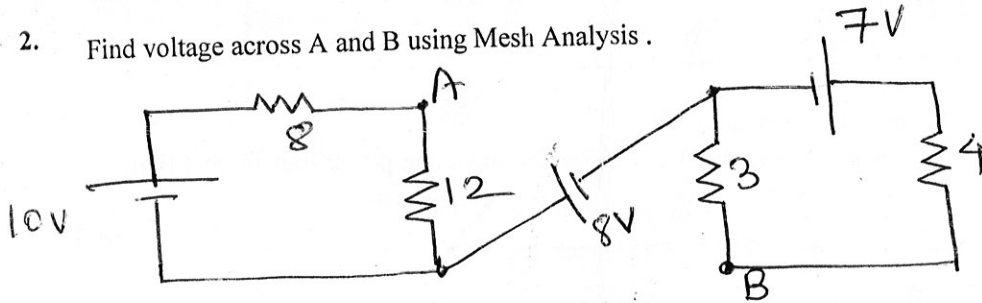 2. Find voltage across A and B using Mesh Analysis .
7V
A
8
12
3
4
10V
8V
B